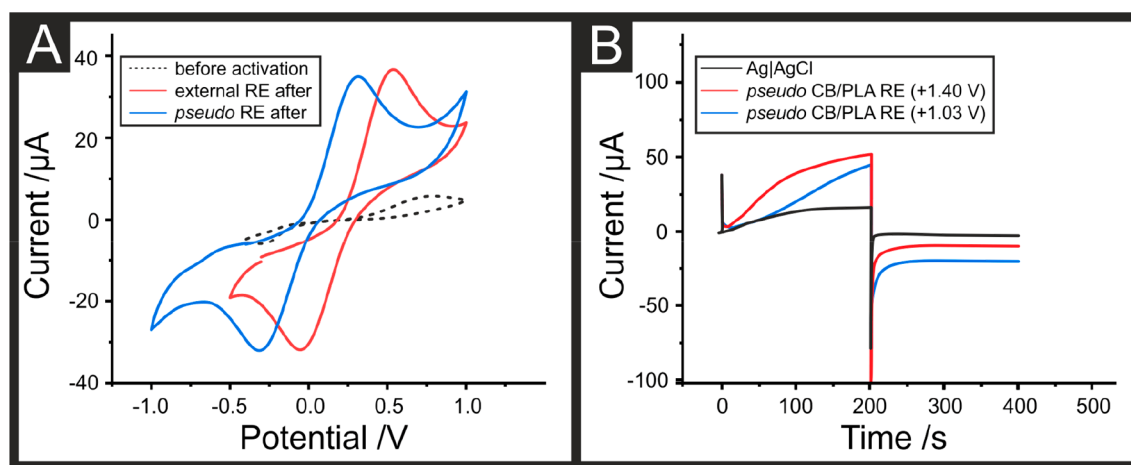 A
40
20
0
-20
-40
Current /µA
before activation
external RE after
pseudo RE after
-1.0
-0.5
0.0
0.5
1.0
Potential /V
B
100
50
0
-50
-100
Current /µA
Ag|AgCl
pseudo CB/PLA RE (+1.40 V)
pseudo CB/PLA RE (+1.03 V)
0
100
200
300
400
500
Time /s